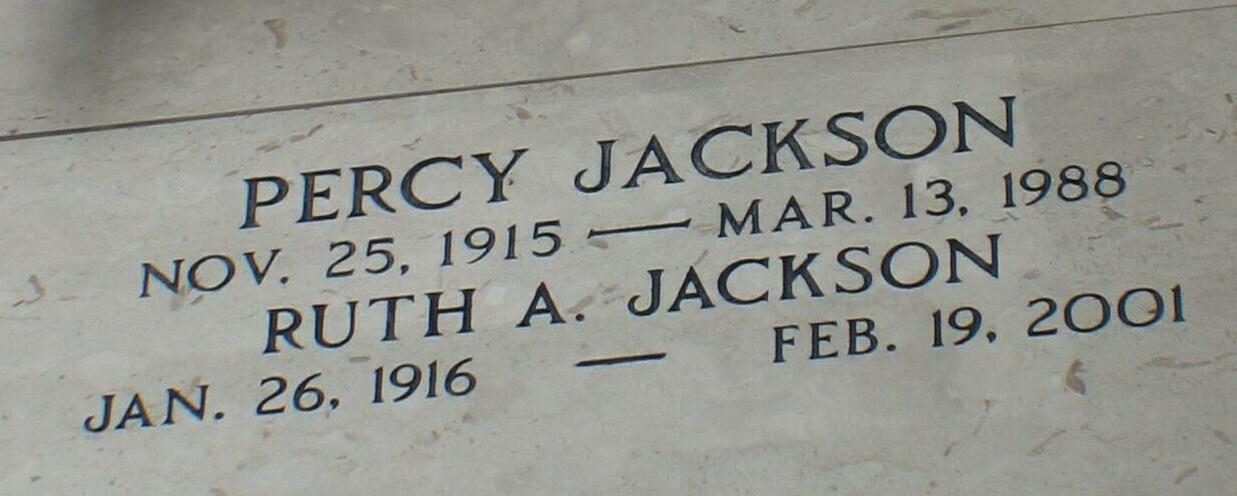 PERCY JACKSON
NOV. 25, 1915 — MAR. 13, 1988
RUTH A. JACKSON
JAN. 26, 1916 — FEB. 19, 2001